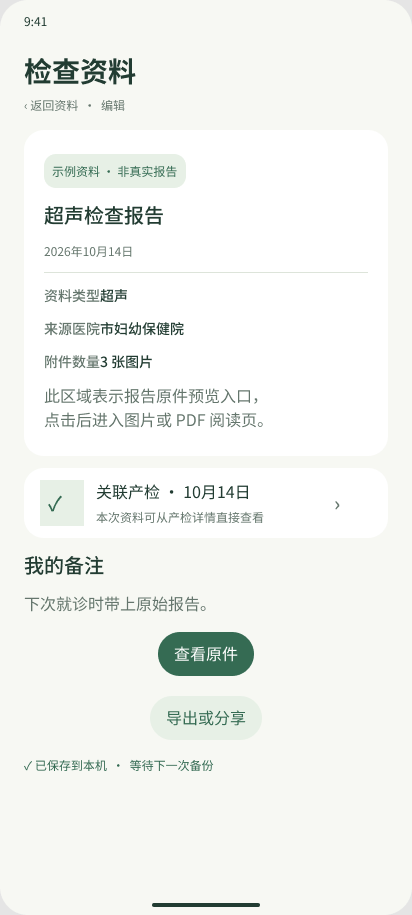 9:41
检查资料
‹ 返回资料 · 编辑
示例资料 · 非真实报告
超声检查报告
2026年10月14日
资料类型超声
来源医院市妇幼保健院
附件数量3 张图片
此区域表示报告原件预览入口，
点击后进入图片或 PDF 阅读页。
✓ 关联产检 · 10月14日 ›
本次资料可从产检详情直接查看
我的备注
下次就诊时带上原始报告。
查看原件
导出或分享
✓ 已保存到本机 · 等待下一次备份